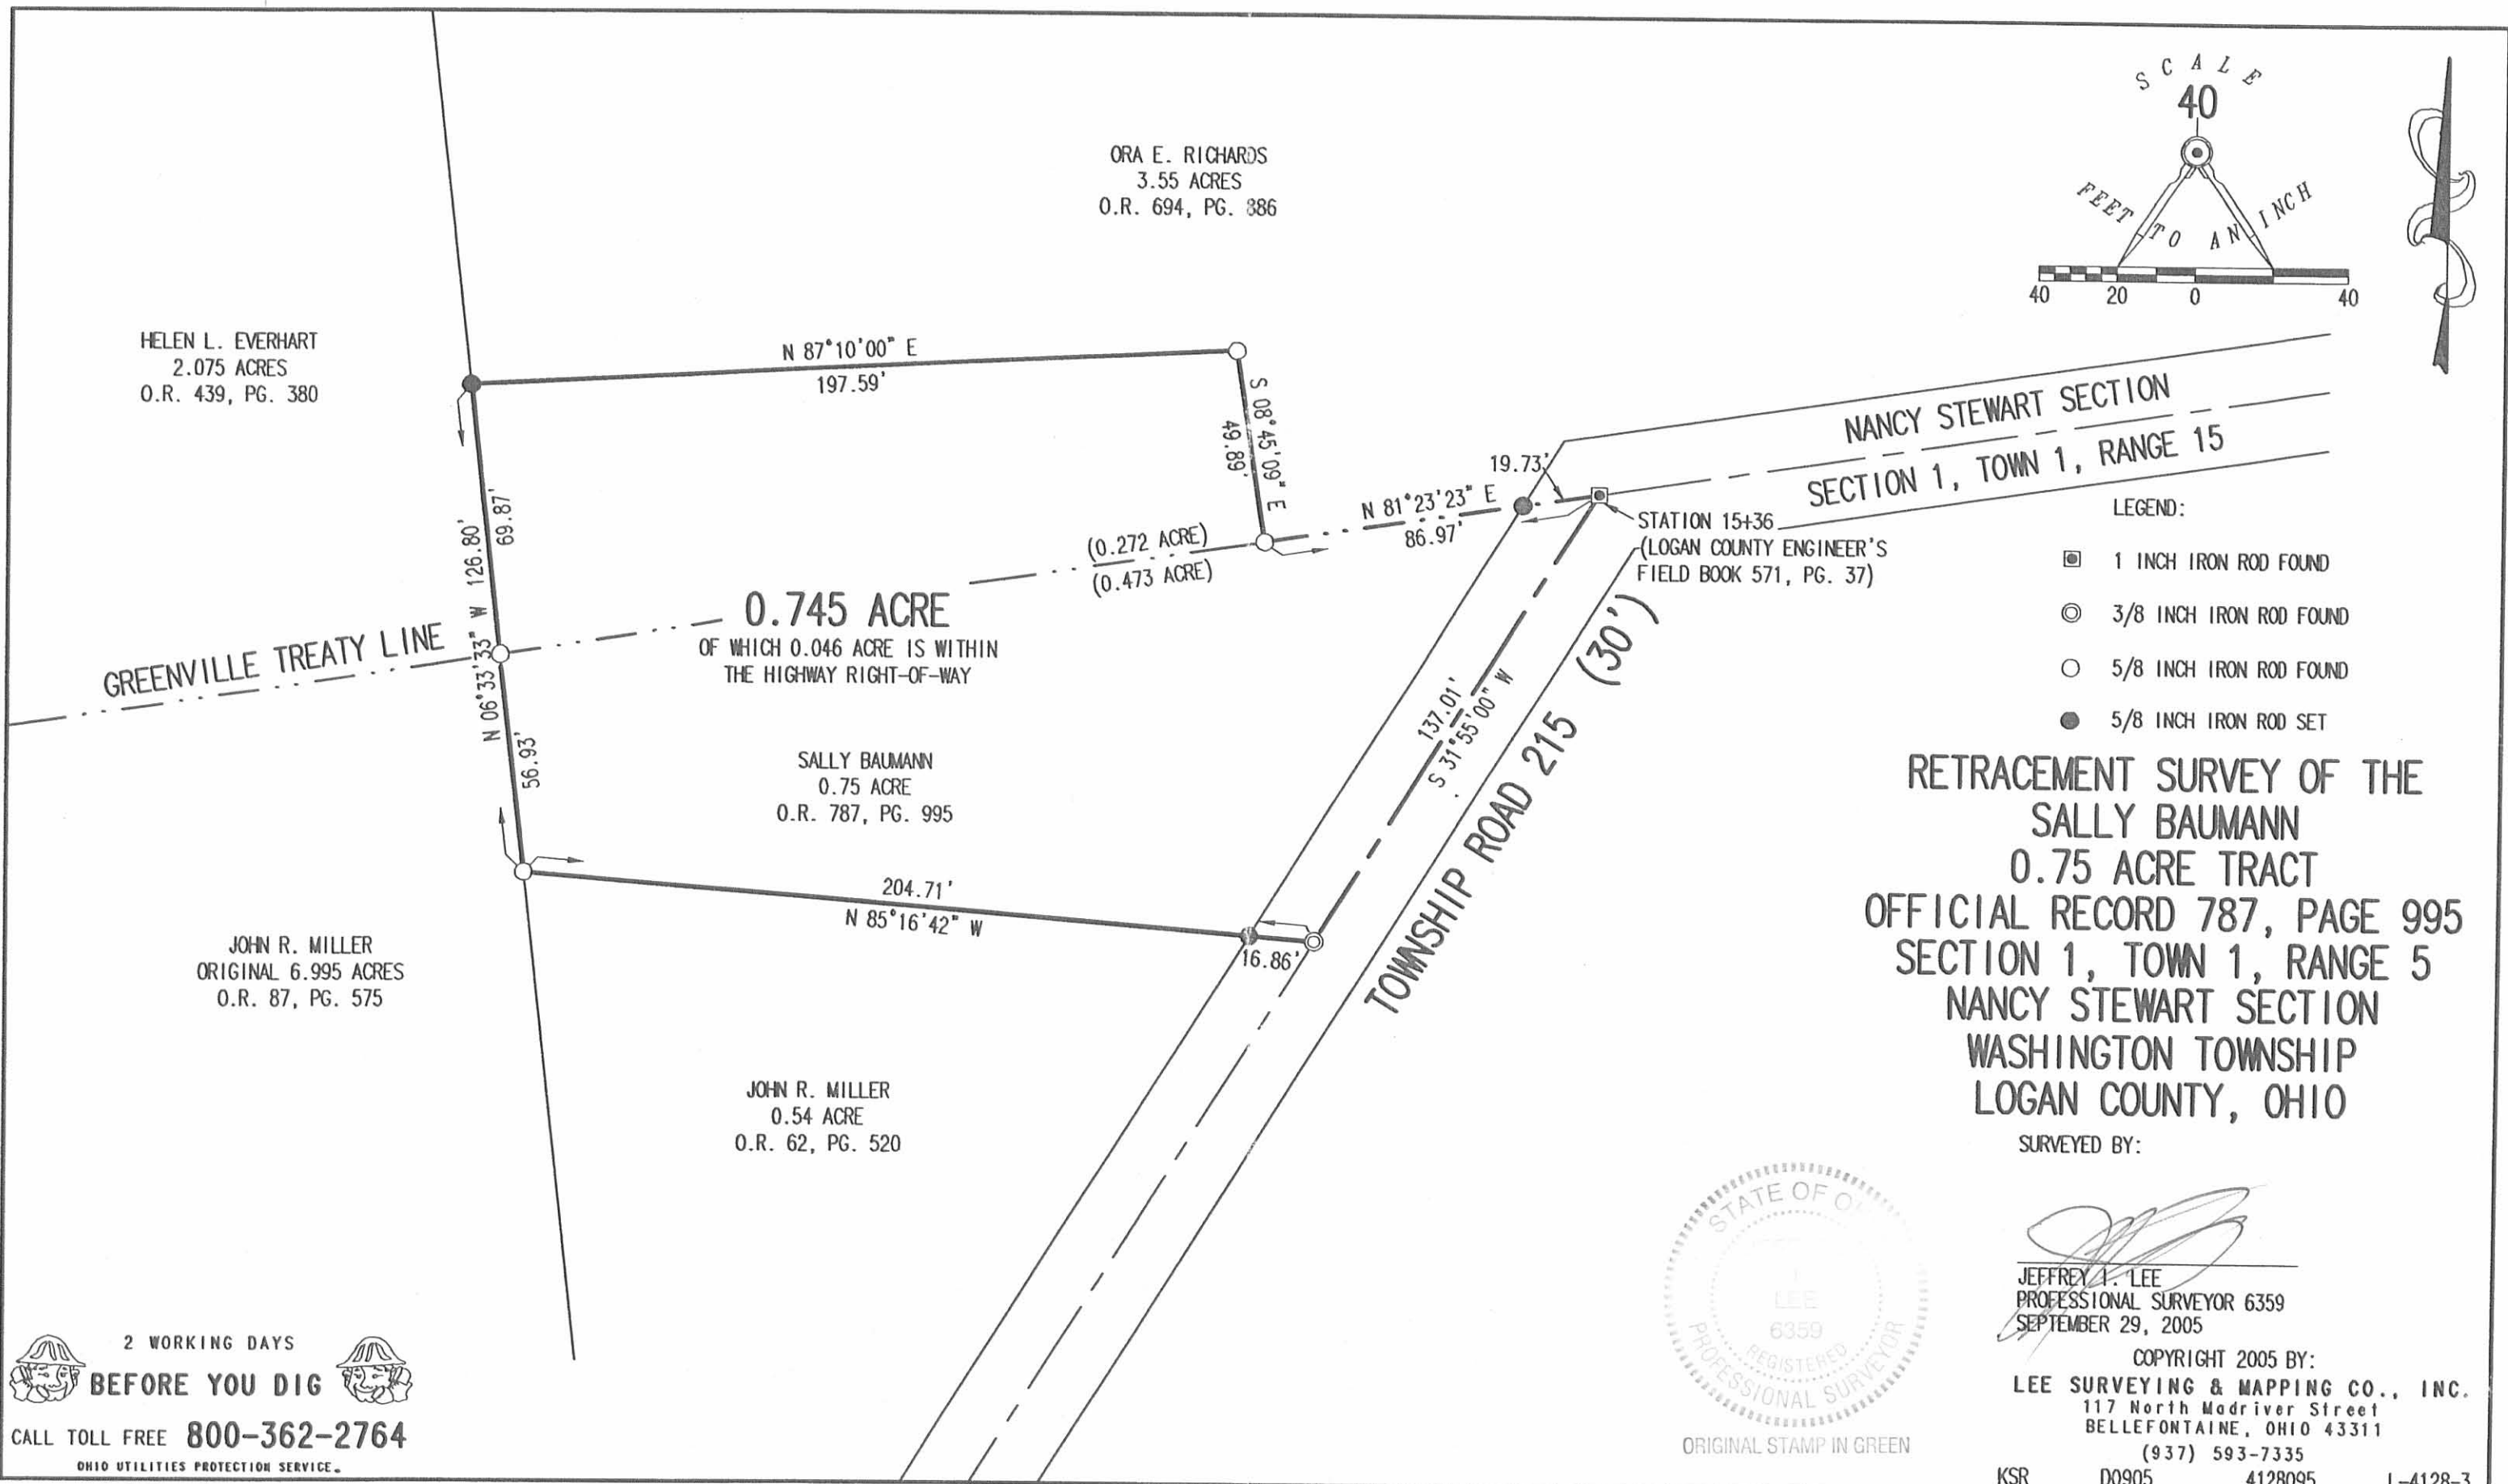 ORA E. RICHARDS
3.55 ACRES
O.R. 694, PG. 886
SCALE
40
FEET TO AN INCH
40 20 0 40
HELEN L. EVERHART
2.075 ACRES
O.R. 439, PG. 380
N 87°10'00" E
197.59'
S 08°45'09" E
49.89'
N 06°33'33" W 126.80'
69.87'
56.93'
GREENVILLE TREATY LINE
(0.272 ACRE)
(0.473 ACRE)
N 81°23'23" E
86.97'
19.73'
NANCY STEWART SECTION
SECTION 1, TOWN 1, RANGE 15
STATION 15+36
(LOGAN COUNTY ENGINEER'S
FIELD BOOK 571, PG. 37)
0.745 ACRE
OF WHICH 0.046 ACRE IS WITHIN
THE HIGHWAY RIGHT-OF-WAY
SALLY BAUMANN
0.75 ACRE
O.R. 787, PG. 995
137.01'
S 31°55'00" W
TOWNSHIP ROAD 215 (30')
204.71'
N 85°16'42" W
16.86'
JOHN R. MILLER
ORIGINAL 6.995 ACRES
O.R. 87, PG. 575
JOHN R. MILLER
0.54 ACRE
O.R. 62, PG. 520
LEGEND:
1 INCH IRON ROD FOUND
3/8 INCH IRON ROD FOUND
5/8 INCH IRON ROD FOUND
5/8 INCH IRON ROD SET
RETRACEMENT SURVEY OF THE
SALLY BAUMANN
0.75 ACRE TRACT
OFFICIAL RECORD 787, PAGE 995
SECTION 1, TOWN 1, RANGE 5
NANCY STEWART SECTION
WASHINGTON TOWNSHIP
LOGAN COUNTY, OHIO
SURVEYED BY:
JEFFREY I. LEE
PROFESSIONAL SURVEYOR 6359
SEPTEMBER 29, 2005
COPYRIGHT 2005 BY:
LEE SURVEYING & MAPPING CO., INC.
117 North Madriver Street
BELLEFONTAINE, OHIO 43311
(937) 593-7335
KSR D0905 4128095 L-4128-3
STATE OF
LEE
6359
REGISTERED
PROFESSIONAL SURVEYOR
ORIGINAL STAMP IN GREEN
2 WORKING DAYS
BEFORE YOU DIG
CALL TOLL FREE 800-362-2764
OHIO UTILITIES PROTECTION SERVICE.